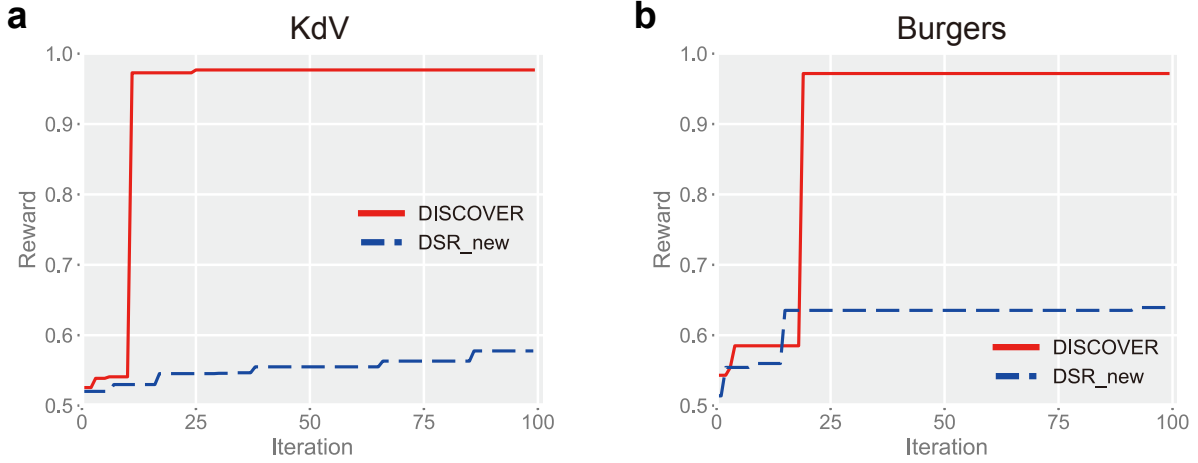 a
KdV
1.0
0.9
0.8
0.7
0.6
0.5
Reward
DISCOVER
DSR_new
0
25
50
75
100
Iteration
b
Burgers
1.0
0.9
0.8
0.7
0.6
0.5
Reward
DISCOVER
DSR_new
0
25
50
75
100
Iteration